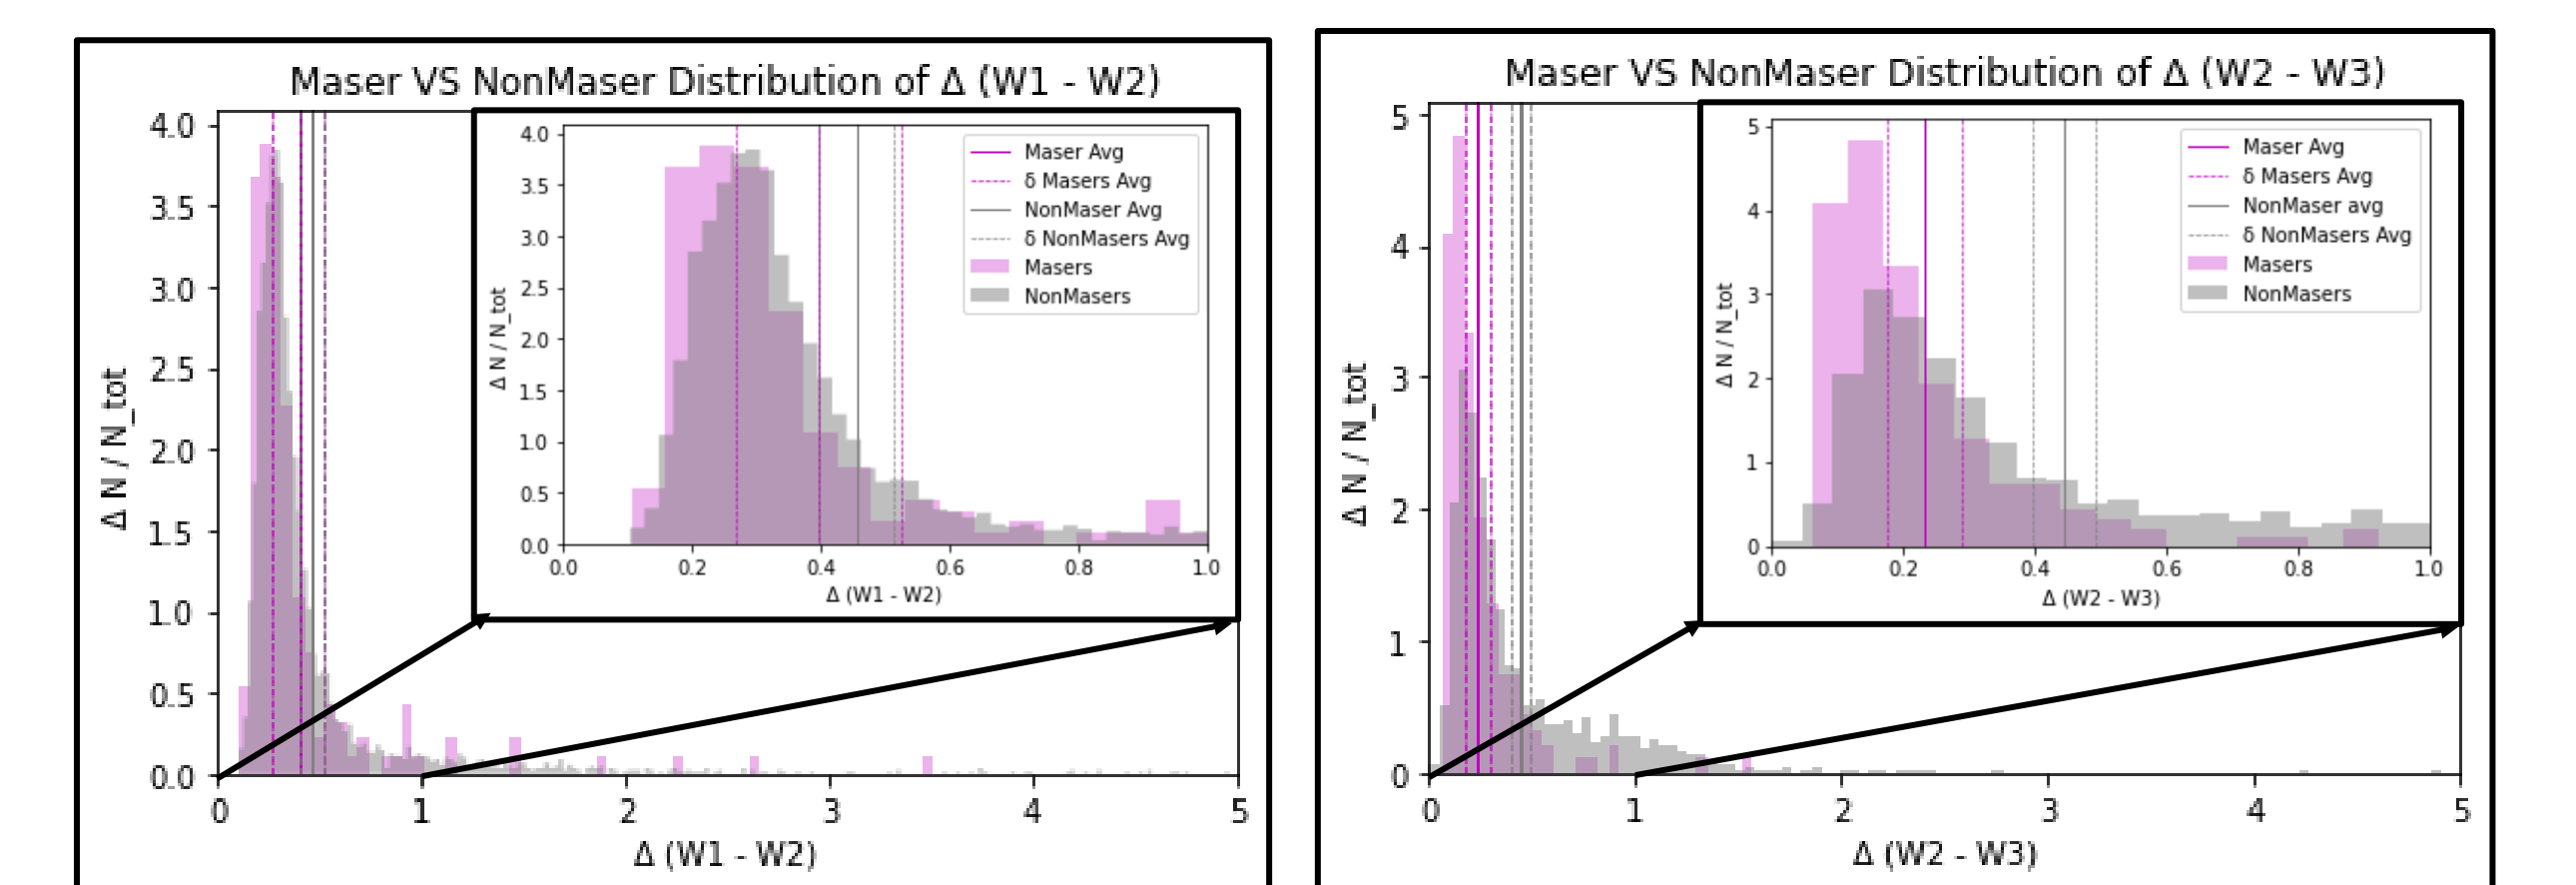 Maser VS NonMaser Distribution of Δ (W1 - W2)
4.0
3.5
3.0
2.5
2.0
1.5
1.0
0.5
0.0
Δ N / N_tot
0 1 2 3 4 5
Δ (W1 - W2)
4.0
3.5
3.0
2.5
2.0
1.5
1.0
0.5
0.0
Δ N / N_tot
0.0 0.2 0.4 0.6 0.8 1.0
Δ (W1 - W2)
Maser Avg
δ Masers Avg
NonMaser Avg
δ NonMasers Avg
Masers
NonMasers
Maser VS NonMaser Distribution of Δ (W2 - W3)
5
4
3
2
1
0
Δ N / N_tot
0 1 2 3 4 5
Δ (W2 - W3)
5
4
3
2
1
0
Δ N / N_tot
0.0 0.2 0.4 0.6 0.8 1.0
Δ (W2 - W3)
Maser Avg
δ Masers Avg
NonMaser avg
δ NonMasers Avg
Masers
NonMasers